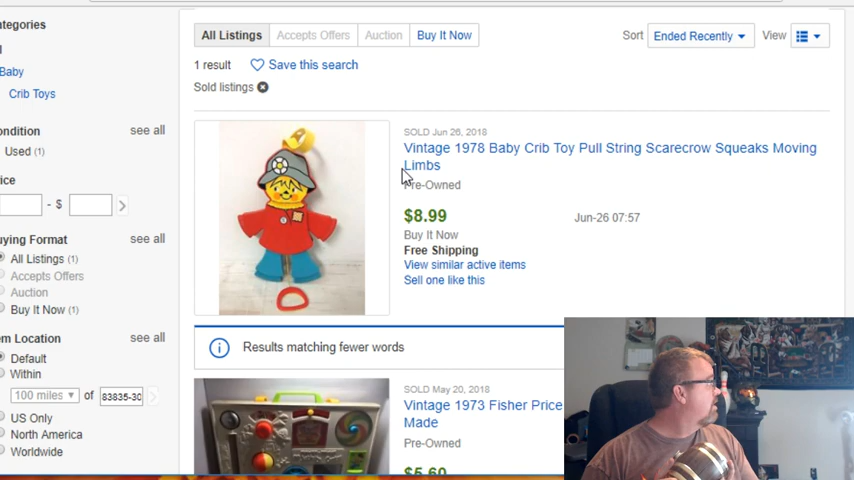 ategories
All Listings
Accepts Offers
Auction
Buy It Now
Sort
Ended Recently
View
1 result
Save this search
Baby
Sold listings
Crib Toys
ondition
see all
Used (1)
SOLD Jun 26, 2018
Vintage 1978 Baby Crib Toy Pull String Scarecrow Squeaks Moving
Limbs
Pre-Owned
rice
- $
$8.99
Jun-26 07:57
Buy It Now
Free Shipping
View similar active items
Sell one like this
uying Format
see all
All Listings (1)
Accepts Offers
Auction
Buy It Now (1)
em Location
see all
Default
Within
100 miles
of
83835-30
US Only
North America
Worldwide
Results matching fewer words
SOLD May 20, 2018
Vintage 1973 Fisher Price
Made
Pre-Owned
$5.60